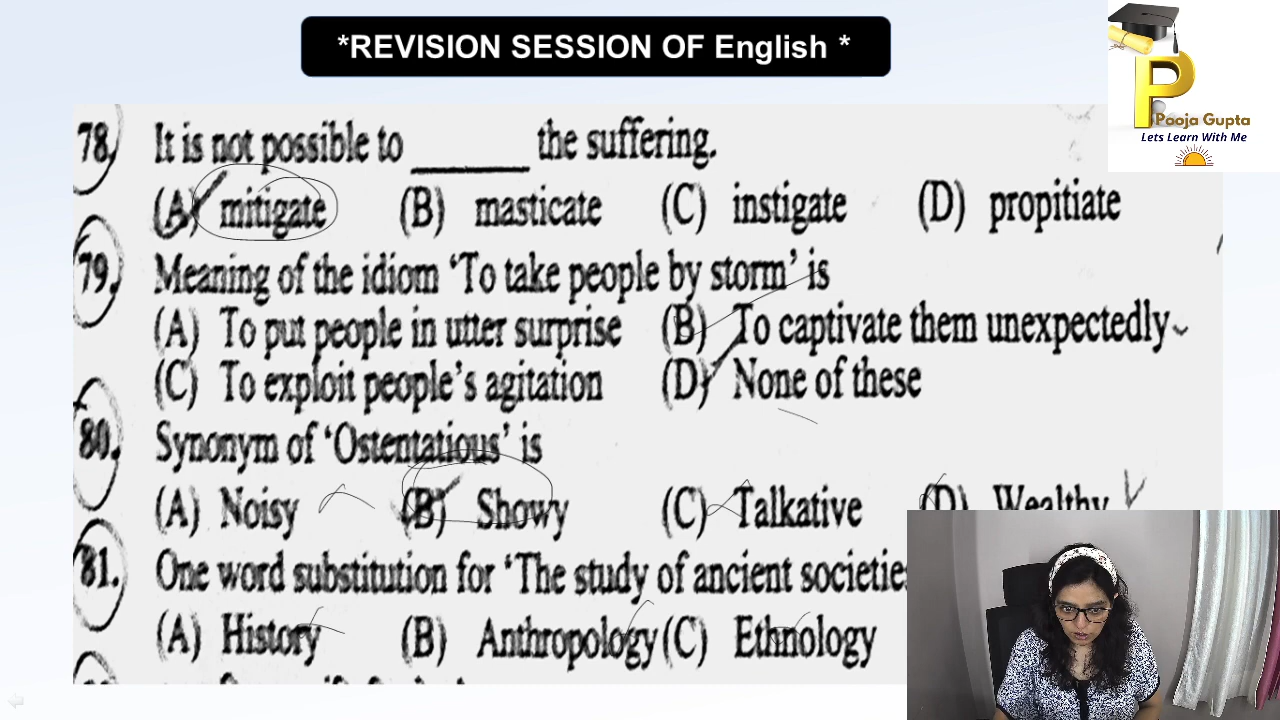 *REVISION SESSION OF English *
P
Pooja Gupta
Lets Learn With Me
78. It is not possible to ______ the suffering.
(A) mitigate (B) masticate (C) instigate (D) propitiate
79. Meaning of the idiom ‘To take people by storm’ is
(A) To put people in utter surprise (B) To captivate them unexpectedly
(C) To exploit people’s agitation (D) None of these
80. Synonym of ‘Ostentatious’ is
(A) Noisy (B) Showy (C) Talkative (D) Wealthy
81. One word substitution for ‘The study of ancient societies
(A) History (B) Anthropology (C) Ethnology